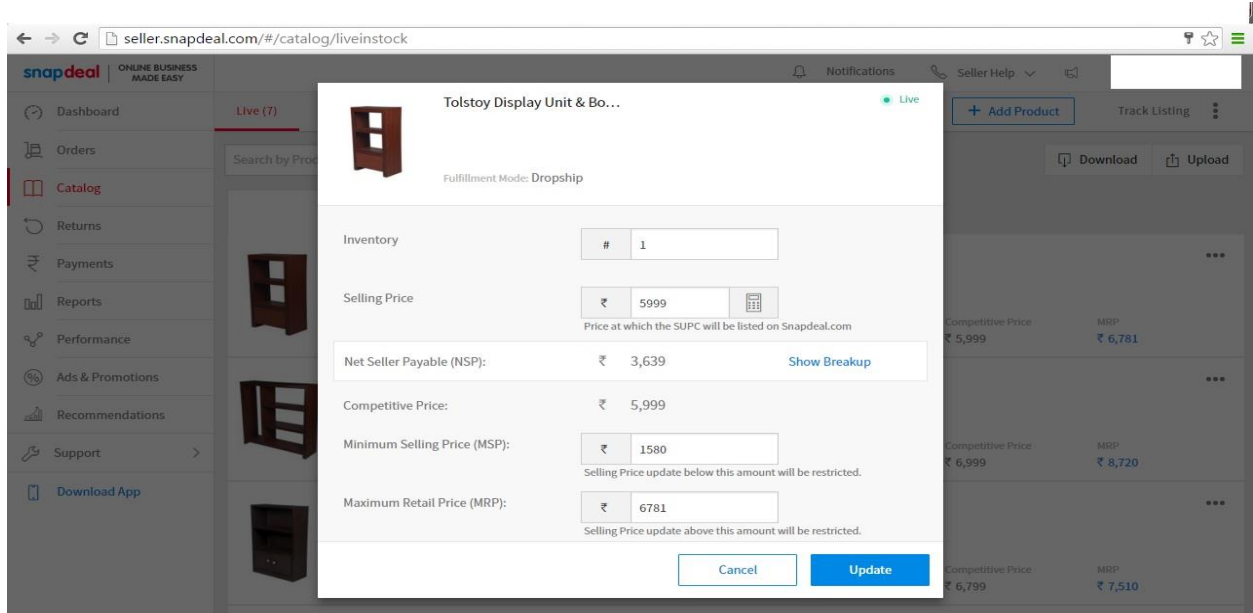 seller.snapdeal.com/#/catalog/liveinstock
snapdeal
ONLINE BUSINESS
MADE EASY
Notifications
Seller Help
Dashboard
Orders
Catalog
Returns
Payments
Reports
Performance
Ads & Promotions
Recommendations
Support
Download App
Live (7)
+ Add Product
Track Listing
Search by Proc
Download
Upload
Tolstoy Display Unit & Bo...
Live
Fulfillment Mode: Dropship
Inventory
# 1
Selling Price
₹ 5999
Price at which the SUPC will be listed on Snapdeal.com
Net Seller Payable (NSP): ₹ 3,639 Show Breakup
Competitive Price: ₹ 5,999
Minimum Selling Price (MSP): ₹ 1580
Selling Price update below this amount will be restricted.
Maximum Retail Price (MRP): ₹ 6781
Selling Price update above this amount will be restricted.
Cancel
Update
Competitive Price MRP
₹ 5,999 ₹ 6,781
Competitive Price MRP
₹ 6,999 ₹ 8,720
Competitive Price MRP
₹ 6,799 ₹ 7,510